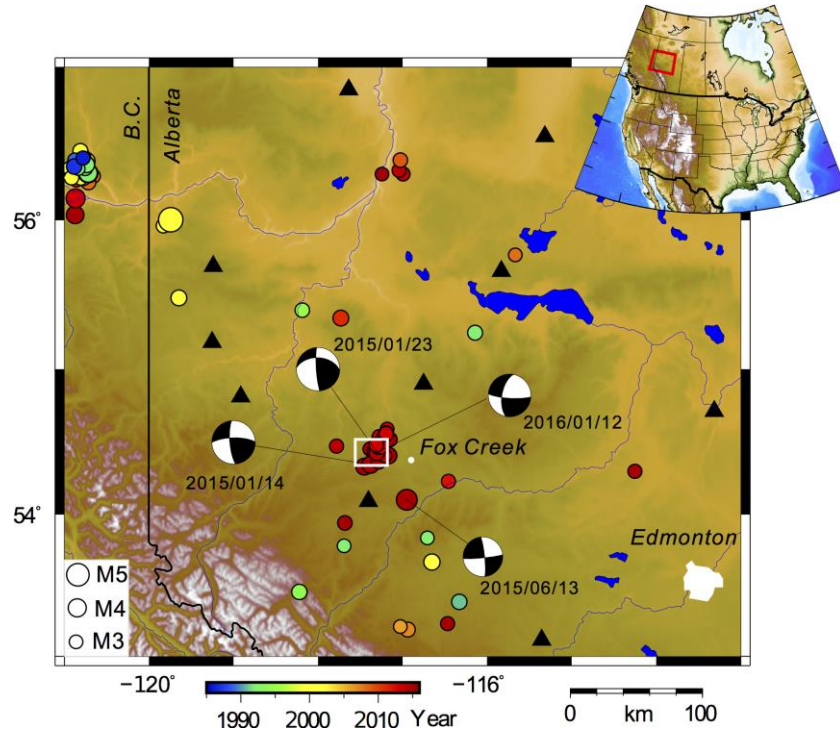 B.C.
Alberta
56°
2015/01/23
2016/01/12
Fox Creek
2015/01/14
54°
Edmonton
2015/06/13
M5
M4
M3
−120°
−116°
1990
2000
2010
Year
0
km
100